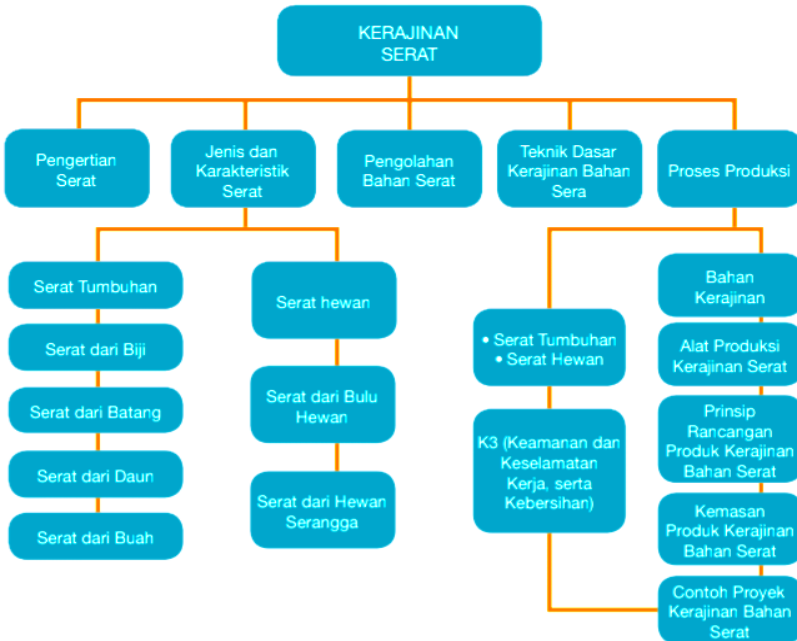 KERAJINAN
SERAT
Pengertian
Serat
Jenis dan
Karakteristik
Serat
Pengolahan
Bahan Serat
Teknik Dasar
Kerajinan Bahan
Sera
Proses Produksi
Serat Tumbuhan
Serat dari Biji
Serat dari Batang
Serat dari Daun
Serat dari Buah
Serat hewan
Serat dari Bulu
Hewan
Serat dari Hewan
Serangga
• Serat Tumbuhan
• Serat Hewan
K3 (Keamanan dan
Keselamatan
Kerja, serta
Kebersihan)
Bahan
Kerajinan
Alat Produksi
Kerajinan Serat
Prinsip
Rancangan
Produk Kerajinan
Bahan Serat
Kemasan
Produk Kerajinan
Bahan Serat
Contoh Proyek
Kerajinan Bahan
Serat